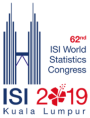 62nd
ISI World
Statistics
Congress
ISI 2019
Kuala Lumpur